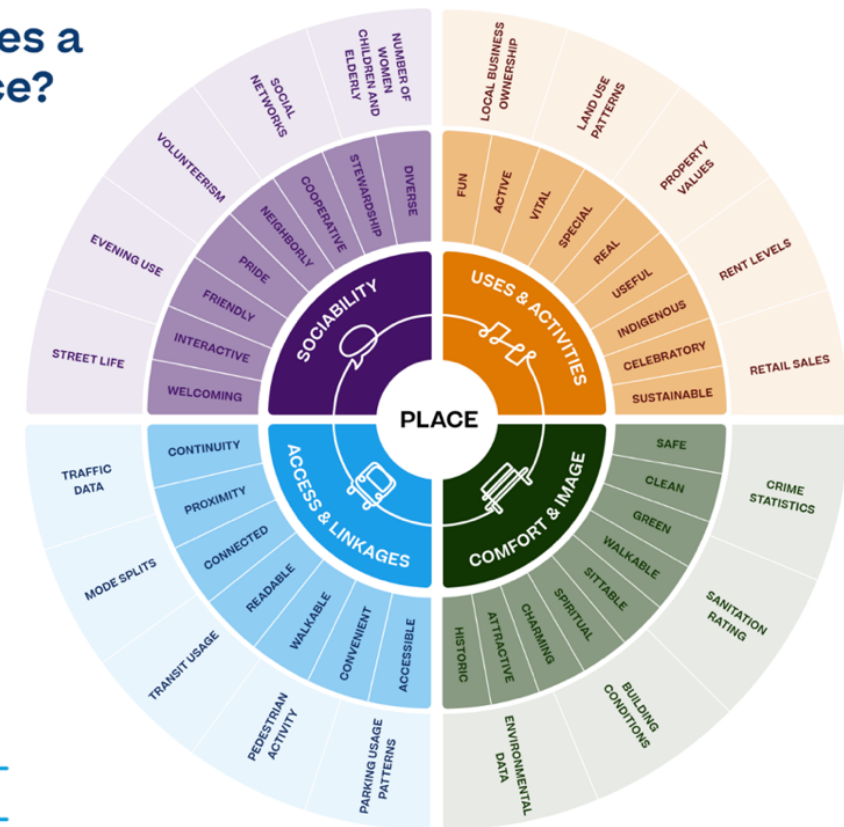 es a
ce?
PLACE
SOCIABILITY
USES & ACTIVITIES
COMFORT & IMAGE
ACCESS & LINKAGES
WELCOMING
INTERACTIVE
FRIENDLY
PRIDE
NEIGHBORLY
COOPERATIVE
STEWARDSHIP
DIVERSE
FUN
ACTIVE
VITAL
SPECIAL
REAL
USEFUL
INDIGENOUS
CELEBRATORY
SUSTAINABLE
SAFE
CLEAN
GREEN
WALKABLE
SITTABLE
SPIRITUAL
CHARMING
ATTRACTIVE
HISTORIC
ACCESSIBLE
CONVENIENT
WALKABLE
READABLE
CONNECTED
PROXIMITY
CONTINUITY
STREET LIFE
EVENING USE
VOLUNTEERISM
SOCIAL
NETWORKS
NUMBER OF
WOMEN
CHILDREN AND
ELDERLY
LOCAL BUSINESS
OWNERSHIP
LAND USE
PATTERNS
PROPERTY
VALUES
RENT LEVELS
RETAIL SALES
CRIME
STATISTICS
SANITATION
RATING
BUILDING
CONDITIONS
ENVIRONMENTAL
DATA
PARKING USAGE
PATTERNS
PEDESTRIAN
ACTIVITY
TRANSIT USAGE
MODE SPLITS
TRAFFIC
DATA